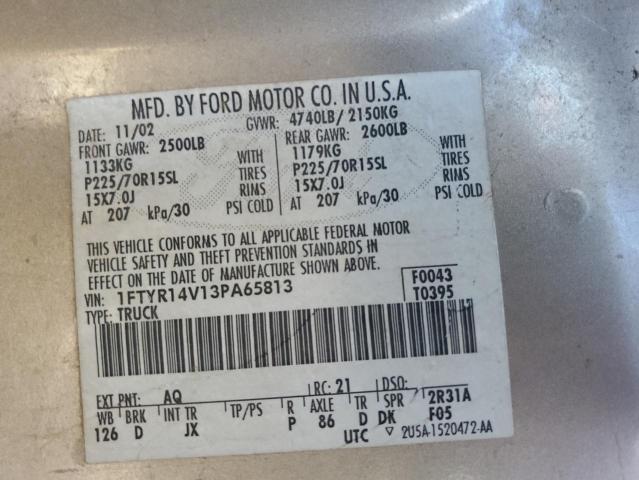 MFD. BY FORD MOTOR CO. IN U.S.A.
DATE: 11/02 GVWR: 4740LB/ 2150KG
FRONT GAWR: 2500LB REAR GAWR: 2600LB
1133KG WITH 1179KG WITH
P225/70R15SL TIRES P225/70R15SL TIRES
15X7.0J RIMS 15X7.0J RIMS
AT 207 kPa/30 PSI COLD AT 207 kPa/30 PSI COLD
THIS VEHICLE CONFORMS TO ALL APPLICABLE FEDERAL MOTOR
VEHICLE SAFETY AND THEFT PREVENTION STANDARDS IN
EFFECT ON THE DATE OF MANUFACTURE SHOWN ABOVE.
VIN: 1FTYR14V13PA65813 F0043
TYPE: TRUCK T0395
EXT PNT: AQ RC: 21 DSO:
WB BRK INT TR TP/PS R AXLE TR SPR 2R31A
126 D JX P 86 D DK F05
UTC ▽ 2U5A-1520472-AA